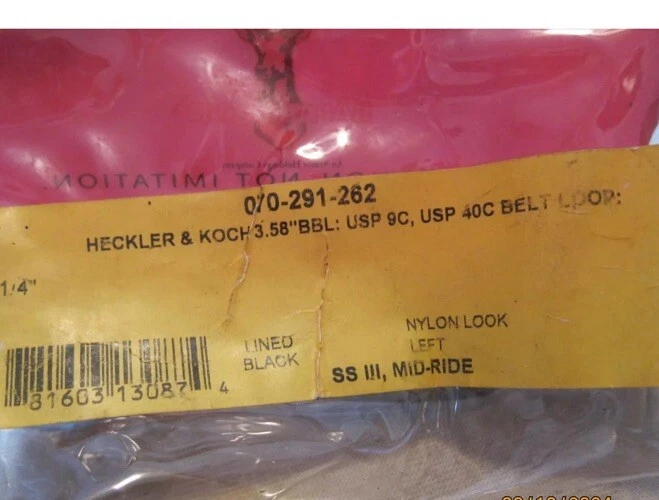 NOT IMITATION
070-291-262
HECKLER & KOCH 3.58"BBL: USP 9C, USP 40C BELT LOOP:
1/4"
LINED
BLACK
NYLON LOOK
LEFT
SS III, MID-RIDE
81603 13087 4